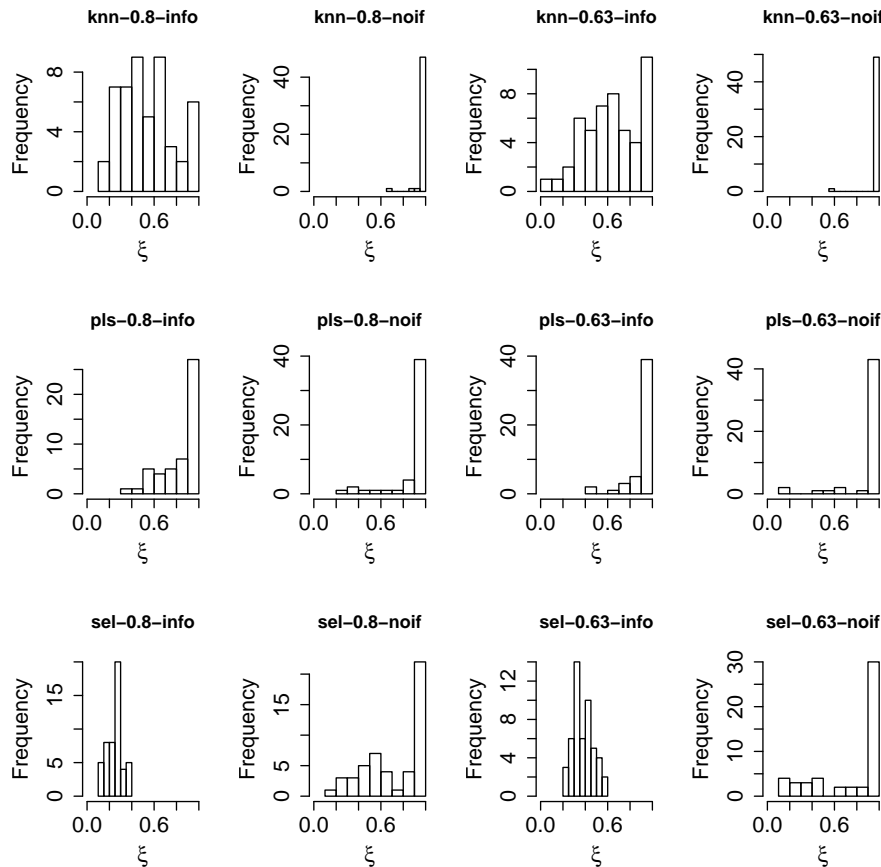 knn−0.8−info
Frequency
0 4 8
0.0 0.6
ξ
knn−0.8−noif
Frequency
0 20 40
0.0 0.6
ξ
knn−0.63−info
Frequency
0 4 8
0.0 0.6
ξ
knn−0.63−noif
Frequency
0 20 40
0.0 0.6
ξ
pls−0.8−info
Frequency
0 10 20
0.0 0.6
ξ
pls−0.8−noif
Frequency
0 20 40
0.0 0.6
ξ
pls−0.63−info
Frequency
0 20 40
0.0 0.6
ξ
pls−0.63−noif
Frequency
0 20 40
0.0 0.6
ξ
sel−0.8−info
Frequency
0 5 15
0.0 0.6
ξ
sel−0.8−noif
Frequency
0 5 15
0.0 0.6
ξ
sel−0.63−info
Frequency
0 4 8 12
0.0 0.6
ξ
sel−0.63−noif
Frequency
0 10 20 30
0.0 0.6
ξ